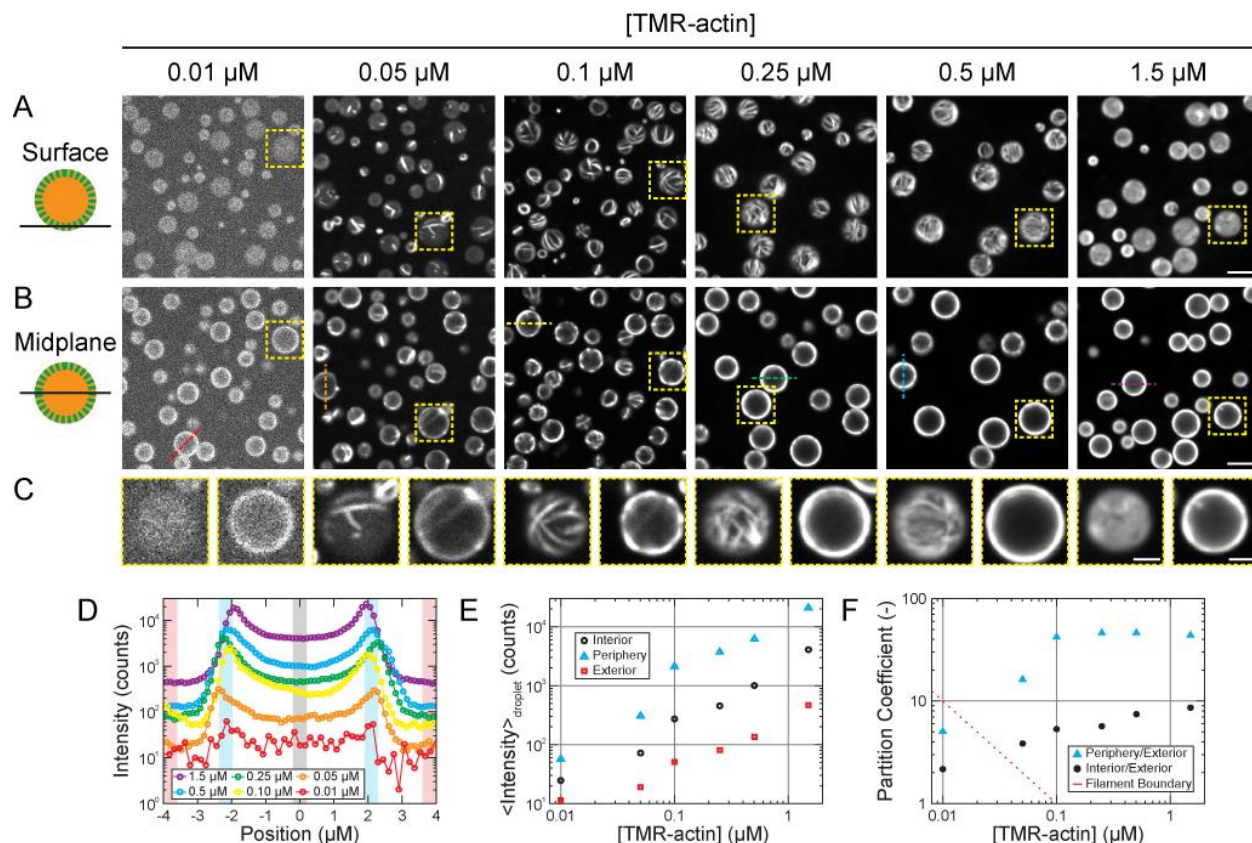 [TMR-actin]
0.01 μM 0.05 μM 0.1 μM 0.25 μM 0.5 μM 1.5 μM
A
Surface
B
Midplane
C
D
Intensity (counts)
10⁴
10³
10²
10¹
10⁰
1.5 μM 0.25 μM 0.05 μM
0.5 μM 0.10 μM 0.01 μM
-4 -3 -2 -1 0 1 2 3 4
Position (μM)
E
<Intensity>droplet (counts)
10⁴
10³
10²
10¹
Interior
Periphery
Exterior
0.01 0.1 1
[TMR-actin] (μM)
F
Partition Coefficient (-)
100
10
1
Periphery/Exterior
Interior/Exterior
Filament Boundary
0.01 0.1 1
[TMR-actin] (μM)